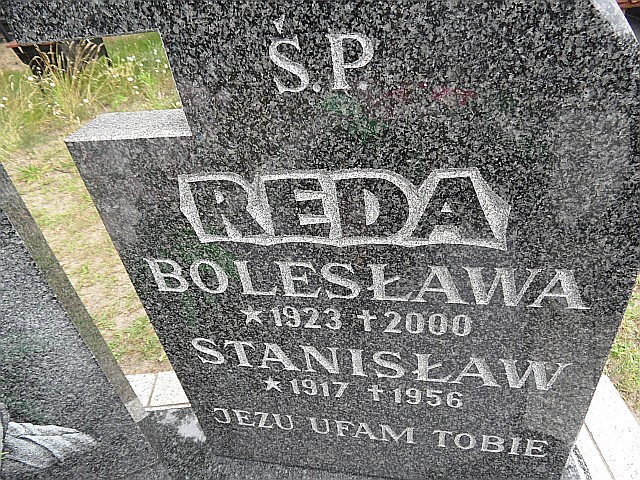 Ś.P.
REDA
BOLESŁAWA
★1923 †2000
STANISŁAW
★1917 †1956
JEZU UFAM TOBIE